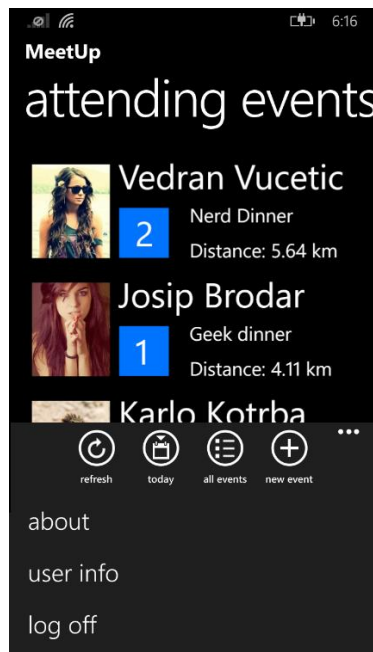 6:16
MeetUp
attending events
Vedran Vucetic
2
Nerd Dinner
Distance: 5.64 km
Josip Brodar
1
Geek dinner
Distance: 4.11 km
Karlo Kotrba
refresh
today
all events
new event
about
user info
log off